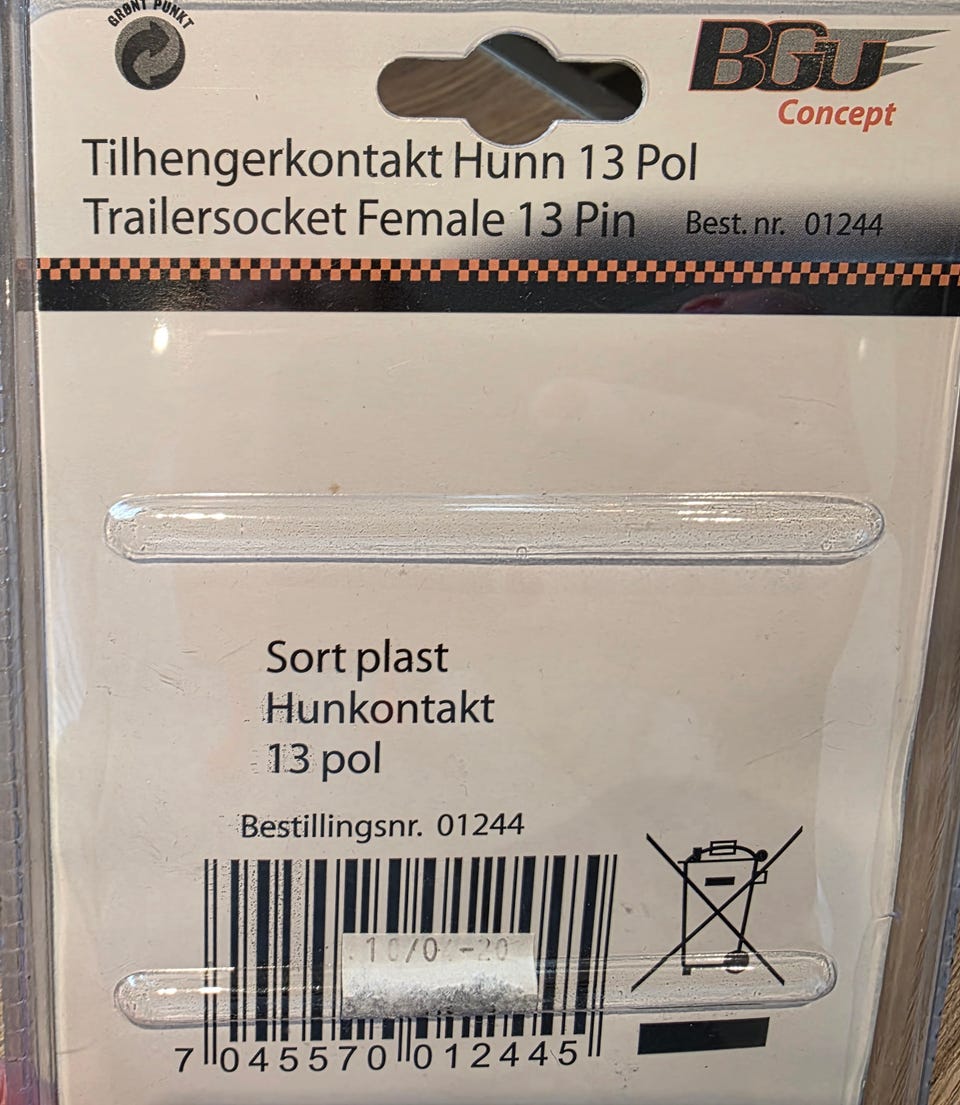 GRØNT PUNKT
BGU
Concept
Tilhengerkontakt Hunn 13 Pol
Trailersocket Female 13 Pin Best. nr. 01244
Sort plast
Hunkontakt
13 pol
Bestillingsnr. 01244
7 045570 012445